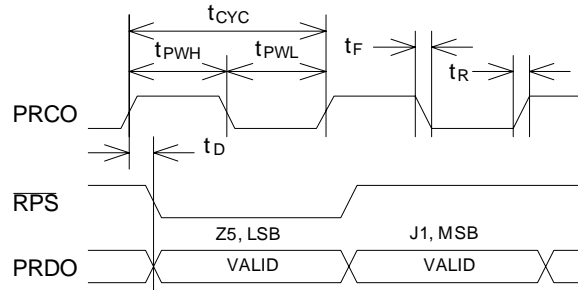 tCYC
tPWH tPWL tF
tR
PRCO
tD
RPS
Z5, LSB J1, MSB
PRDO VALID VALID